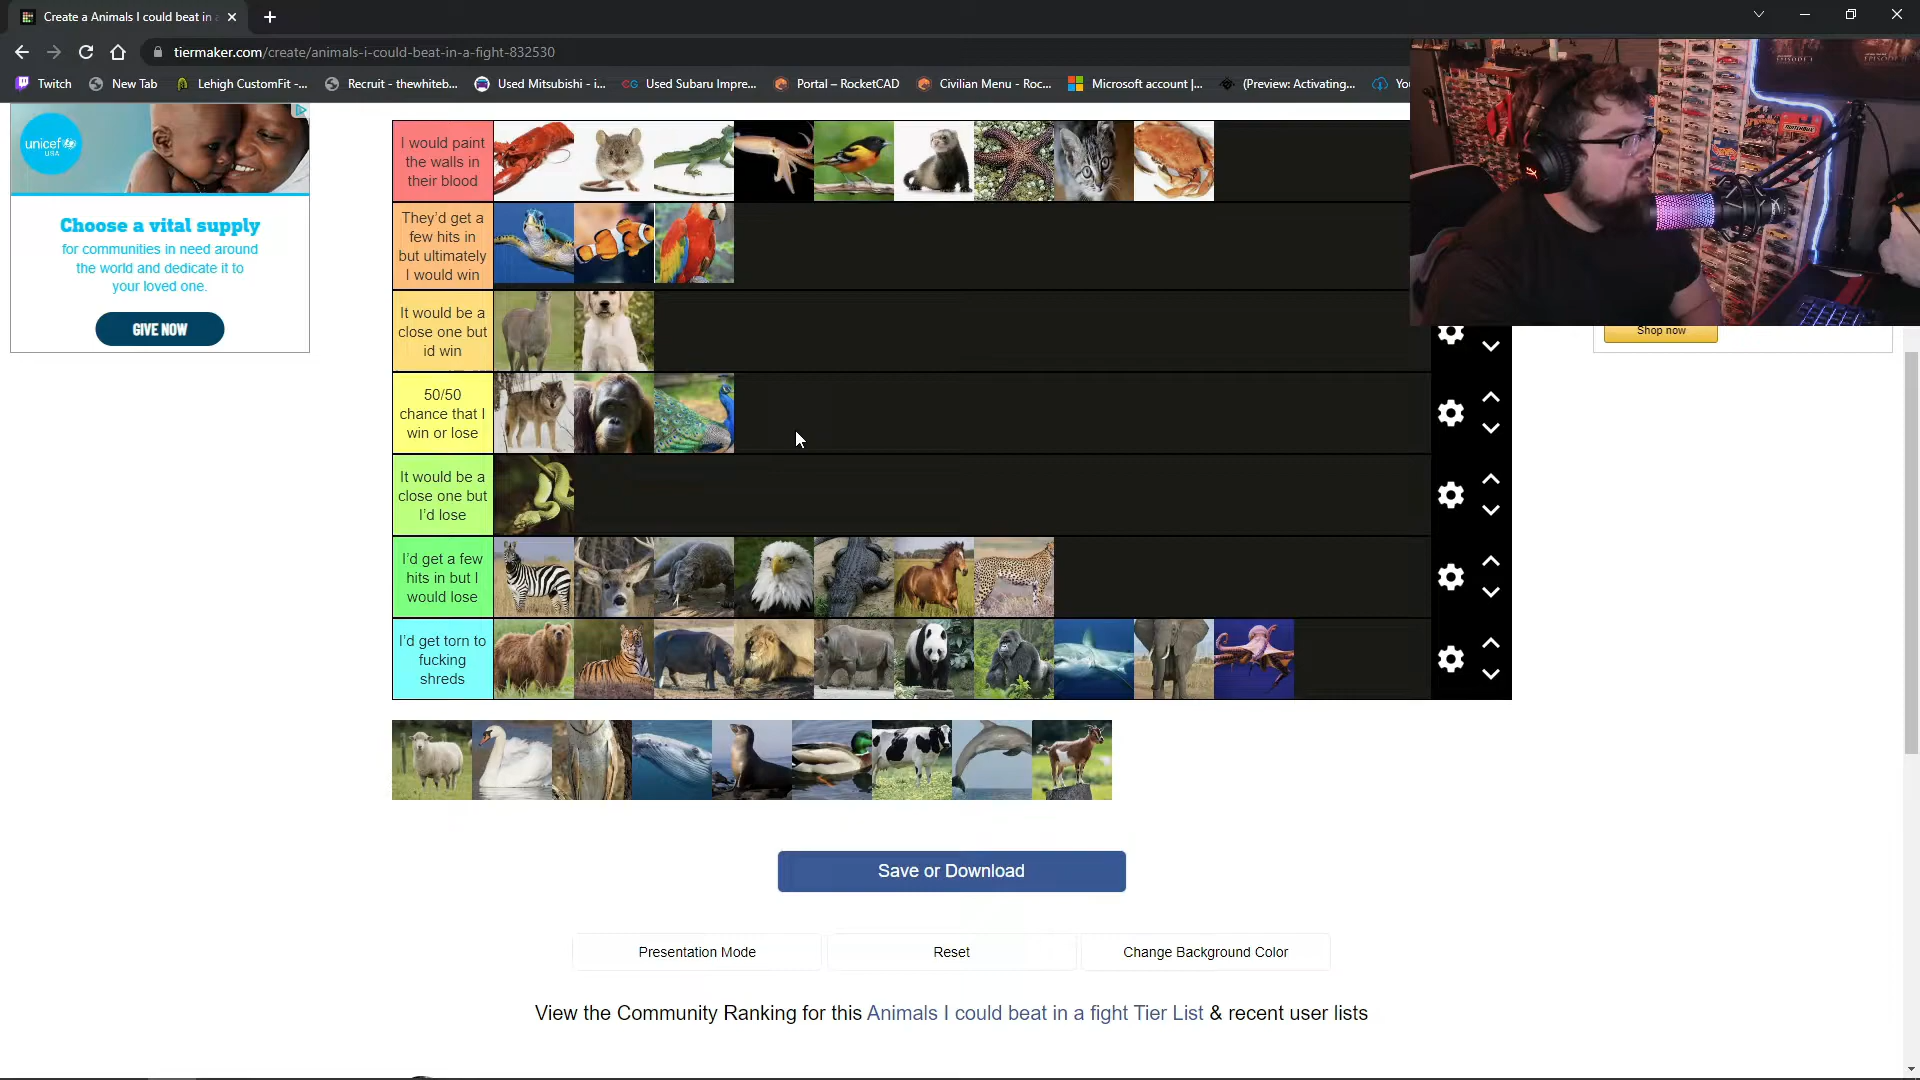 Create a Animals I could beat in a
tiermaker.com/create/animals-i-could-beat-in-a-fight-832530
Twitch
New Tab
Lehigh CustomFit -...
Recruit - thewhiteb...
Used Mitsubishi - i...
CG
Used Subaru Impre...
Portal – RocketCAD
Civilian Menu - Roc...
Microsoft account |...
(Preview: Activating...
You
unicef
USA
Choose a vital supply
for communities in need around
the world and dedicate it to
your loved one.
GIVE NOW
I would paint
the walls in
their blood
They'd get a
few hits in
but ultimately
I would win
It would be a
close one but
id win
50/50
chance that I
win or lose
It would be a
close one but
I'd lose
I'd get a few
hits in but I
would lose
I'd get torn to
fucking
shreds
Shop now
Save or Download
Presentation Mode
Reset
Change Background Color
View the Community Ranking for this Animals I could beat in a fight Tier List & recent user lists